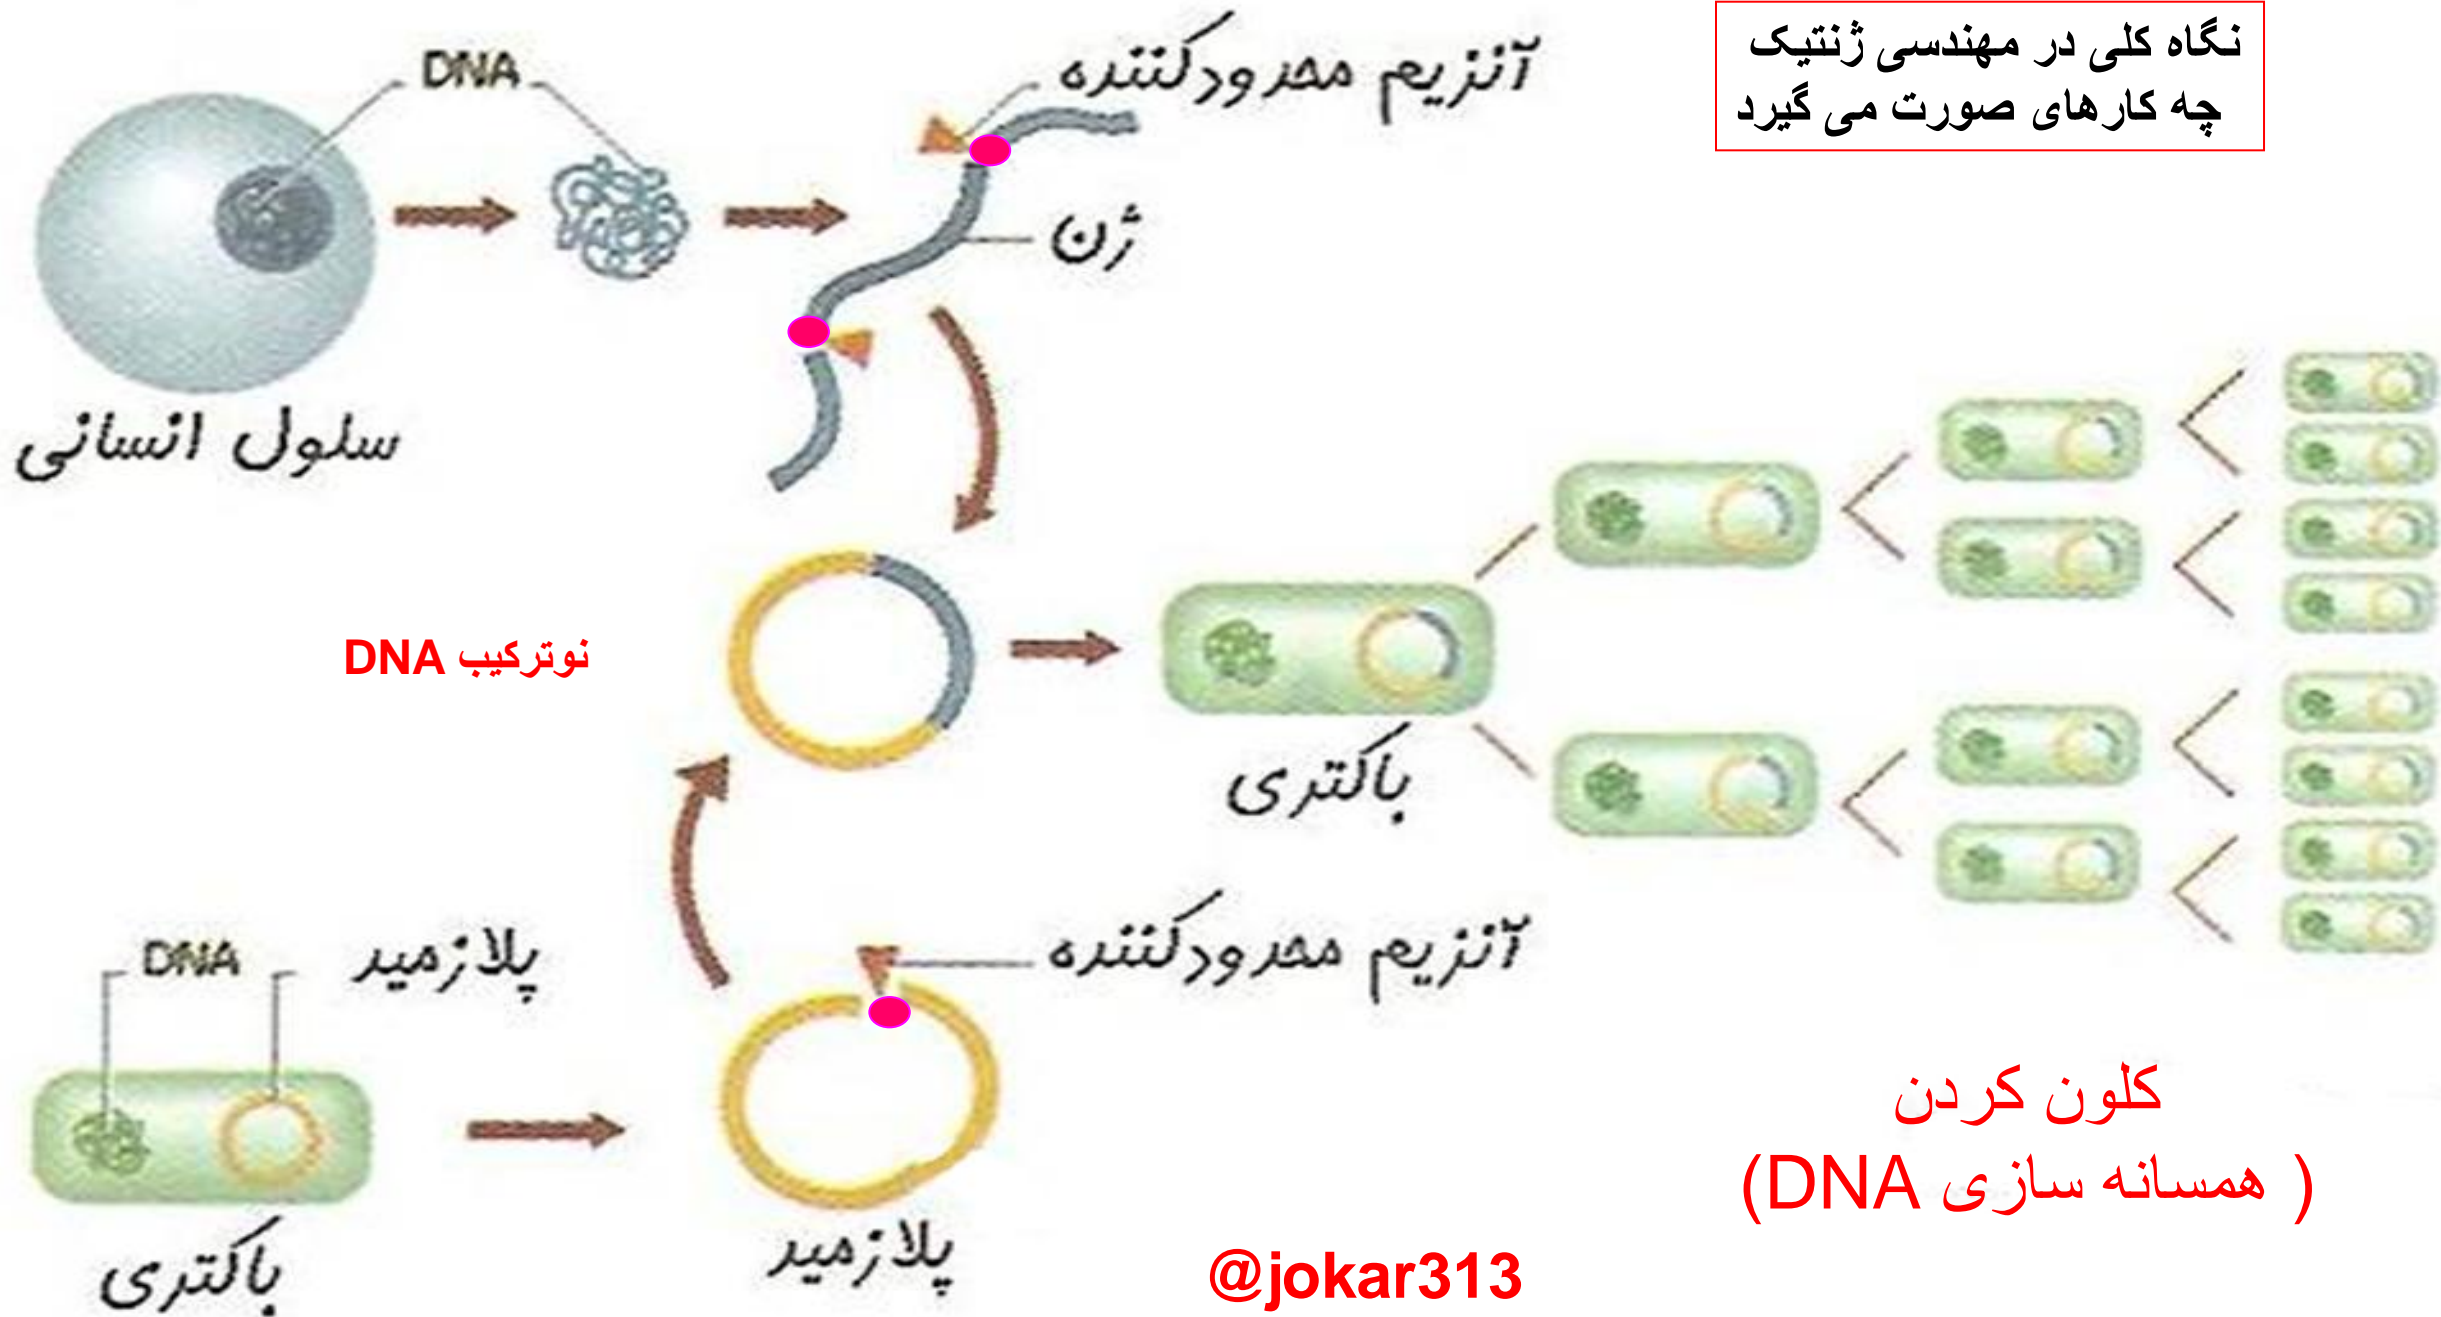 نگاه کلی در مهندسی ژنتیک
چه کارهای صورت می گیرد
DNA
آنزیم محدودکننده
ژن
سلول انسانی
نوترکیب DNA
باکتری
آنزیم محدودکننده
DNA
پلازمید
باکتری
پلازمید
کلون کردن
( همسانه سازی DNA)
@jokar313